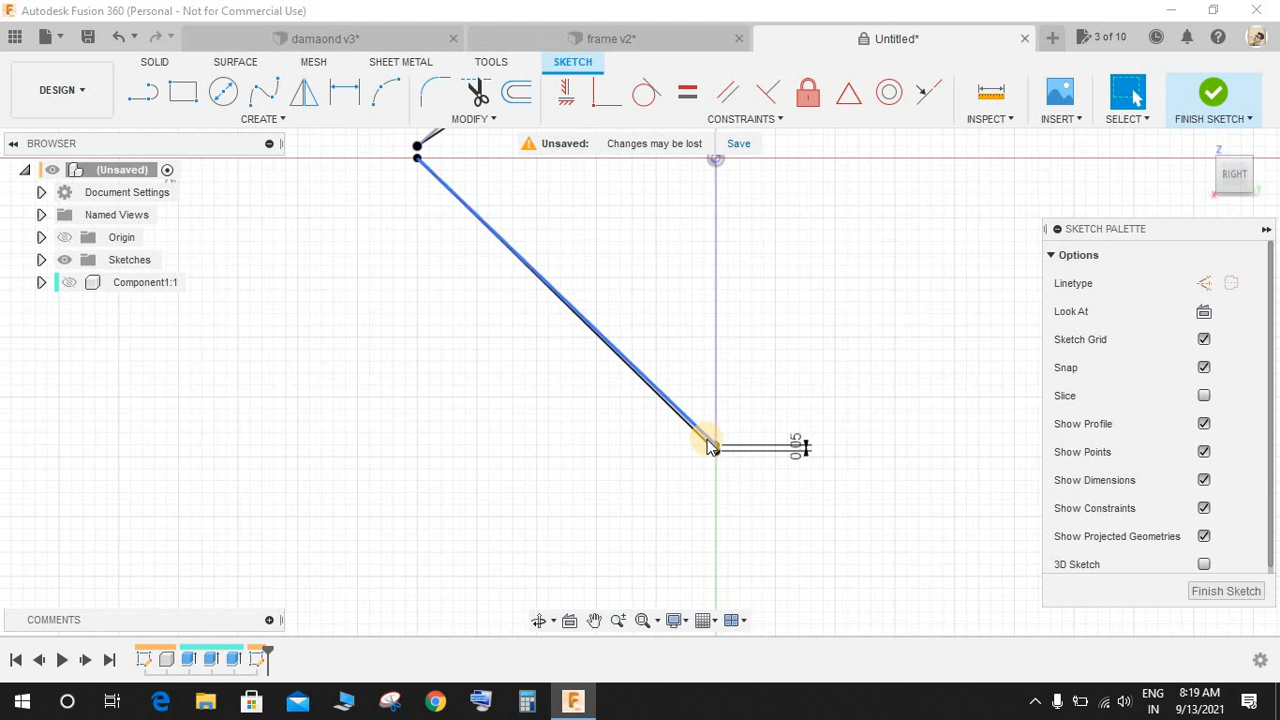 Autodesk Fusion 360 (Personal - Not for Commercial Use)
damaond v3*
frame v2*
Untitled*
3 of 10
DESIGN
SOLID
SURFACE
MESH
SHEET METAL
TOOLS
SKETCH
CREATE
MODIFY
CONSTRAINTS
INSPECT
INSERT
SELECT
FINISH SKETCH
BROWSER
Unsaved:
Changes may be lost
Save
(Unsaved)
Document Settings
Named Views
Origin
Sketches
Component1:1
Z
RIGHT
X
Y
SKETCH PALETTE
Options
Linetype
Look At
Sketch Grid
Snap
Slice
Show Profile
Show Points
Show Dimensions
Show Constraints
Show Projected Geometries
3D Sketch
Finish Sketch
0.05
COMMENTS
ENG
IN
8:19 AM
9/13/2021